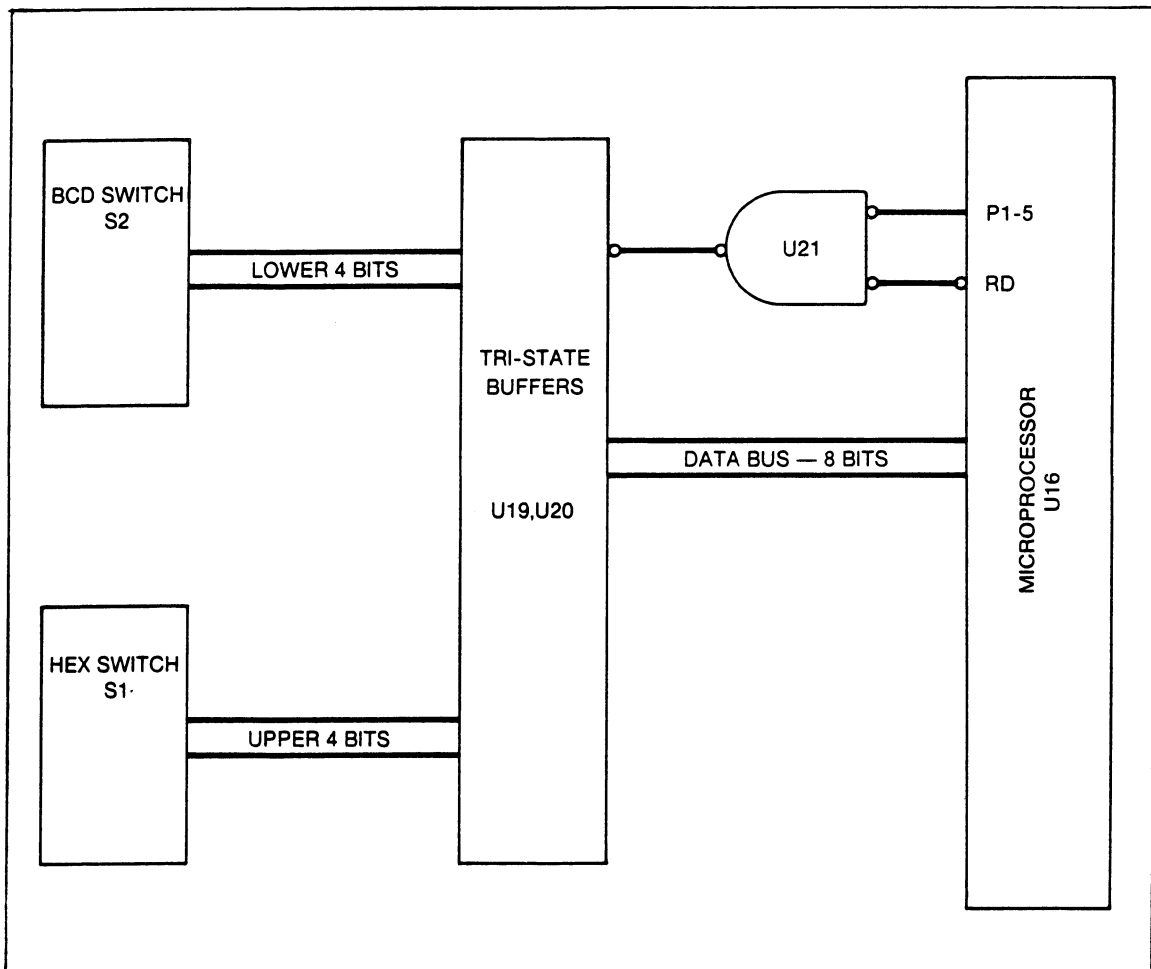 BCD SWITCH
S2
LOWER 4 BITS
TRI-STATE
BUFFERS
U19,U20
HEX SWITCH
S1
UPPER 4 BITS
U21
P1-5
RD
DATA BUS — 8 BITS
MICROPROCESSOR
U16